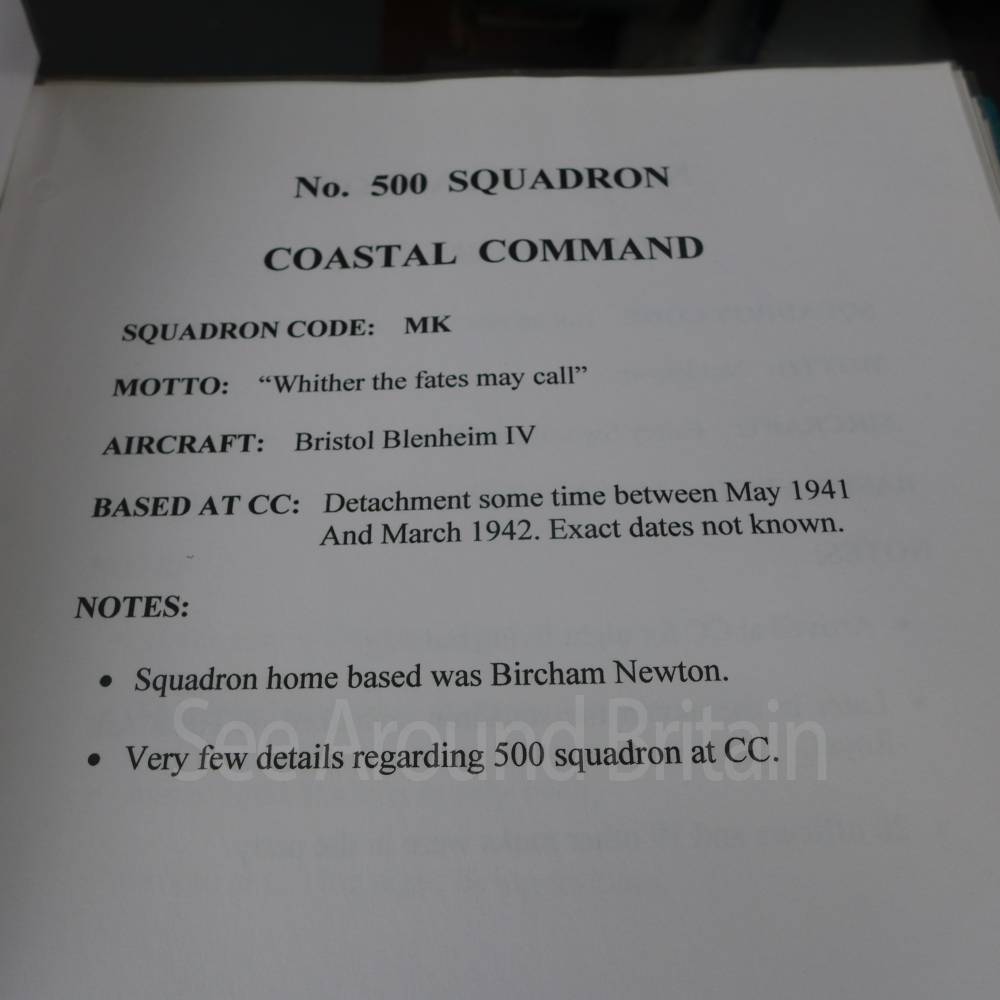 No. 500 SQUADRON
COASTAL COMMAND
SQUADRON CODE: MK
MOTTO: “Whither the fates may call”
AIRCRAFT: Bristol Blenheim IV
BASED AT CC: Detachment some time between May 1941
And March 1942. Exact dates not known.
NOTES:
• Squadron home based was Bircham Newton.
See Around Britain
• Very few details regarding 500 squadron at CC.